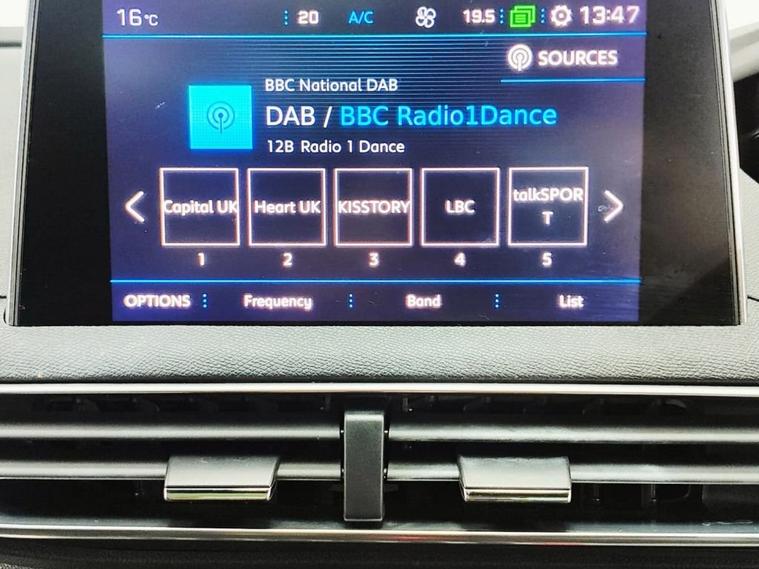 16°C 20 A/C 19.5 13:47
SOURCES
BBC National DAB
DAB / BBC Radio1Dance
12B Radio 1 Dance
Capital UK Heart UK KISSTORY LBC talkSPOR
T
1 2 3 4 5
OPTIONS Frequency Band List